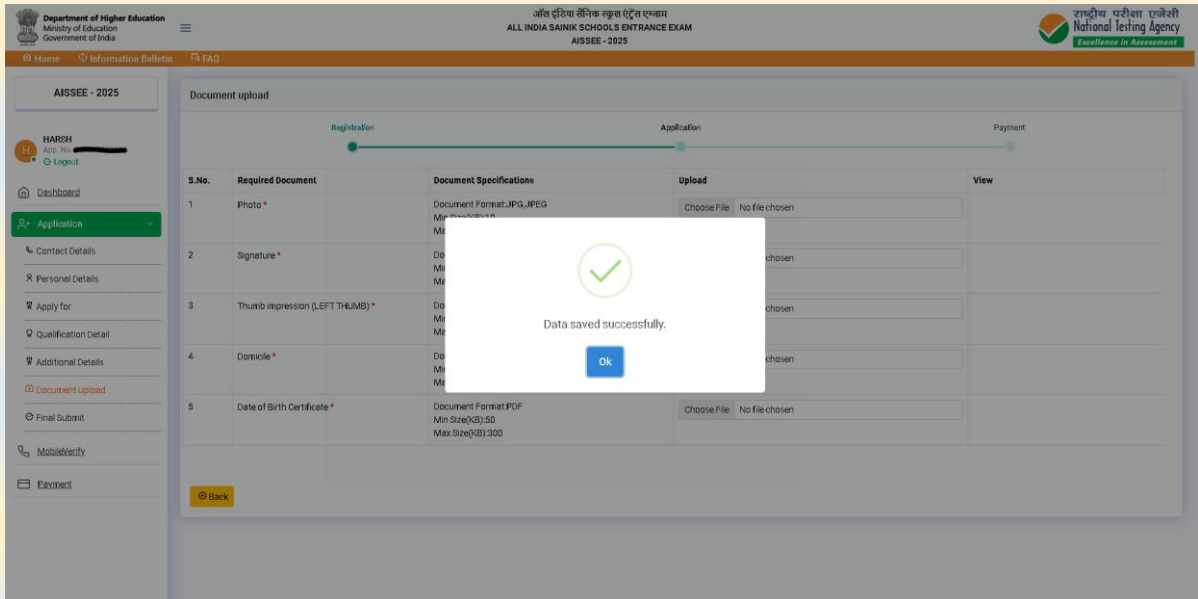 Department of Higher Education
Ministry of Education
Government of India
ऑल इंडिया सैनिक स्कूल एंट्रेंस एग्जाम
ALL INDIA SAINIK SCHOOLS ENTRANCE EXAM
AISSEE - 2025
राष्ट्रीय परीक्षा एजेंसी
National Testing Agency
Excellence in Assessment
Home Information Bulletin FAQ
AISSEE - 2025
H
HARSH
App. No
Logout
Dashboard
Application
Contact Details
Personal Details
Apply for
Qualification Detail
Additional Details
Document Upload
Final Submit
MobileVerify
Payment
Document upload
Registration Application Payment
S.No. Required Document Document Specifications Upload View
1 Photo * Document Format:JPG,JPEG Choose File No file chosen
Min Size(KB):10
2 Signature * chosen
3 Thumb impression (LEFT THUMB) * chosen
4 Domicile * chosen
5 Date of Birth Certificate * Document Format:PDF Choose File No file chosen
Min Size(KB):50
Max Size(KB):300
Data saved successfully.
Ok
Back